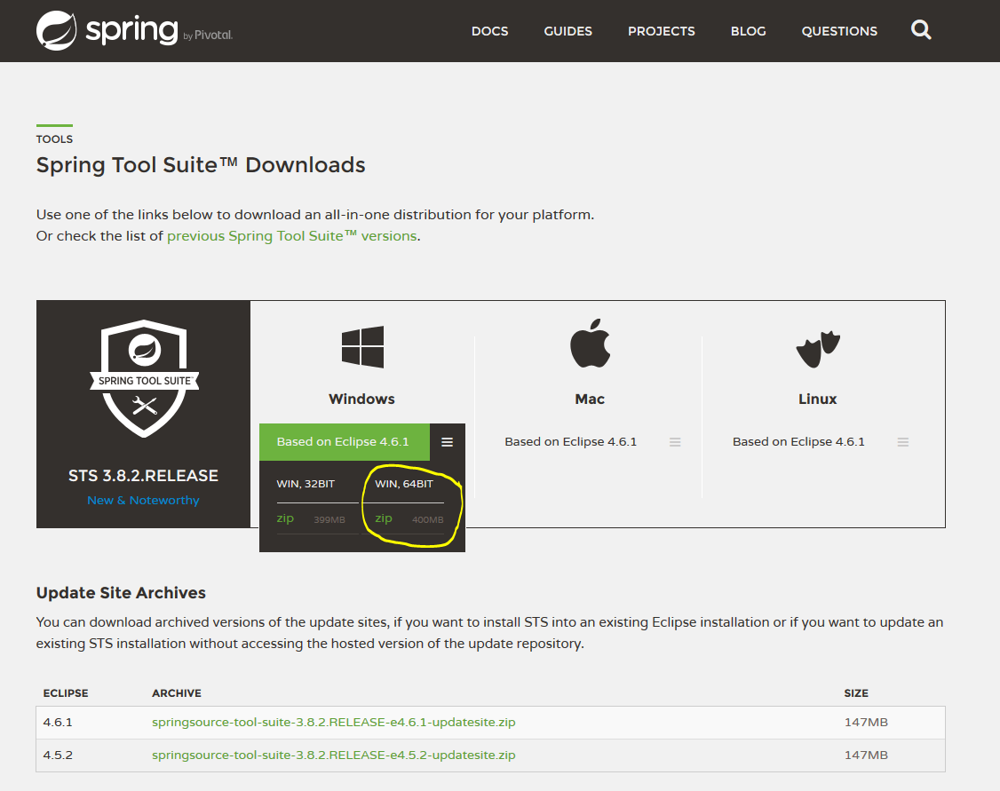 spring by Pivotal.
DOCS GUIDES PROJECTS BLOG QUESTIONS
TOOLS
Spring Tool Suite™ Downloads
Use one of the links below to download an all-in-one distribution for your platform.
Or check the list of previous Spring Tool Suite™ versions.
SPRING TOOL SUITE™
STS 3.8.2.RELEASE
New & Noteworthy
Windows
Based on Eclipse 4.6.1
WIN, 32BIT
zip 399MB
WIN, 64BIT
zip 400MB
Mac
Based on Eclipse 4.6.1
Linux
Based on Eclipse 4.6.1
Update Site Archives
You can download archived versions of the update sites, if you want to install STS into an existing Eclipse installation or if you want to update an
existing STS installation without accessing the hosted version of the update repository.
ECLIPSE ARCHIVE SIZE
4.6.1 springsource-tool-suite-3.8.2.RELEASE-e4.6.1-updatesite.zip 147MB
4.5.2 springsource-tool-suite-3.8.2.RELEASE-e4.5.2-updatesite.zip 147MB